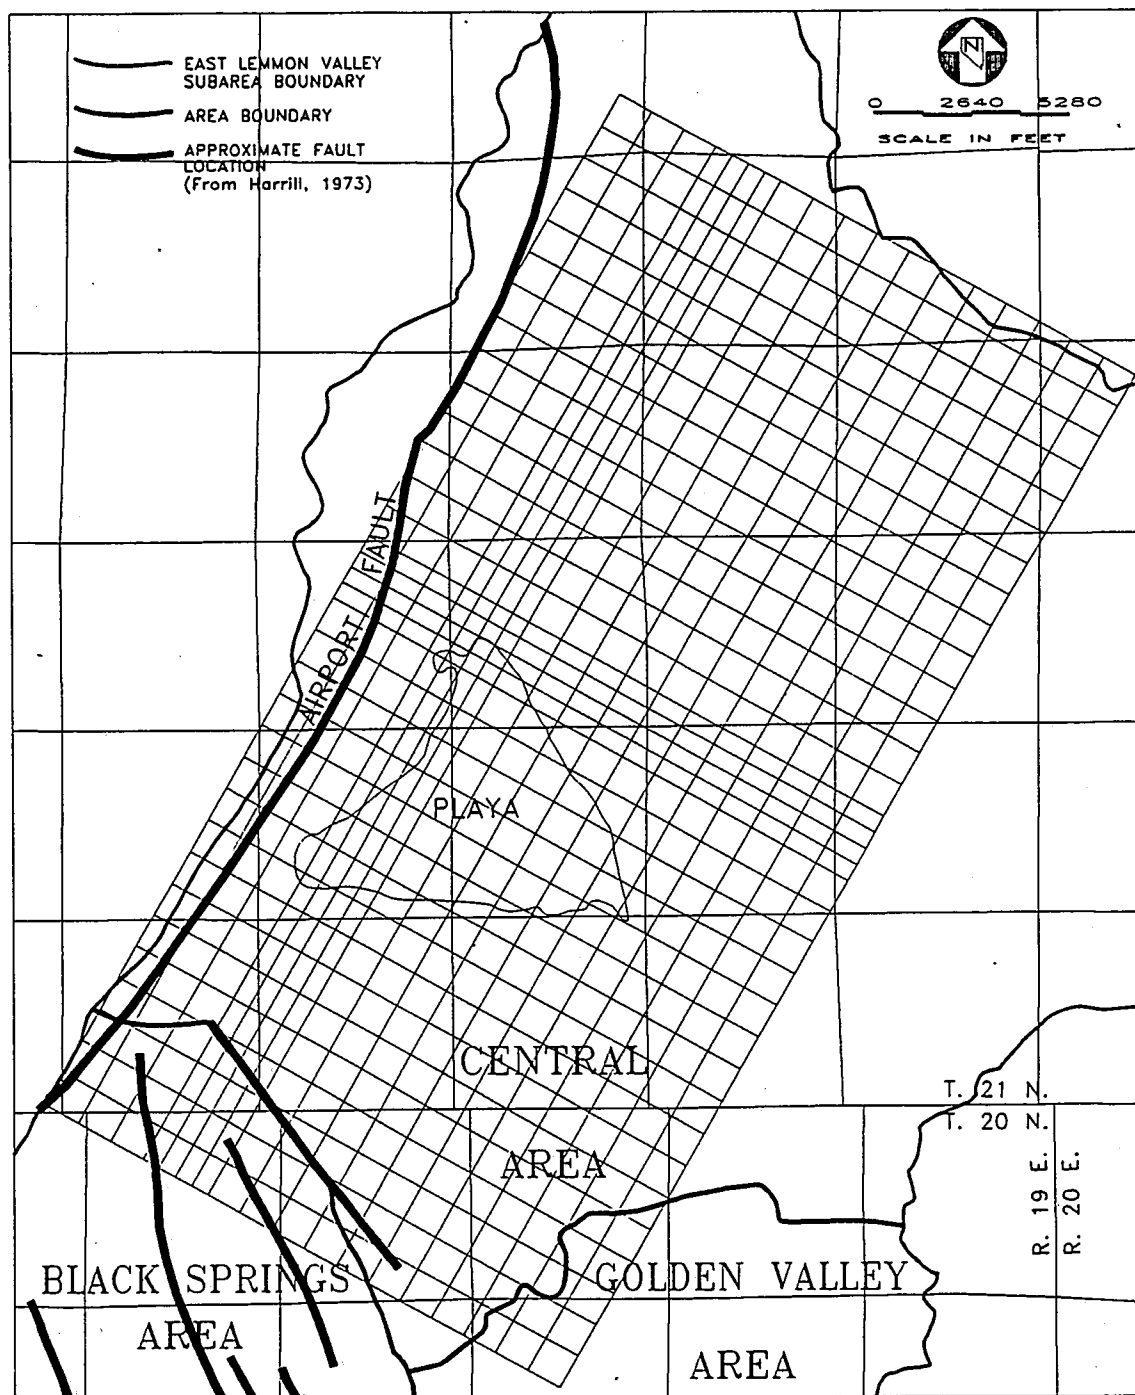 EAST LEMMON VALLEY
SUBAREA BOUNDARY
AREA BOUNDARY
APPROXIMATE FAULT
LOCATION
(From Harrill, 1973)
N
0 2640 5280
SCALE IN FEET
AIRPORT FAULT
PLAYA
CENTRAL
AREA
T. 21 N.
T. 20 N.
R. 19 E.
R. 20 E.
BLACK SPRINGS
AREA
GOLDEN VALLEY
AREA